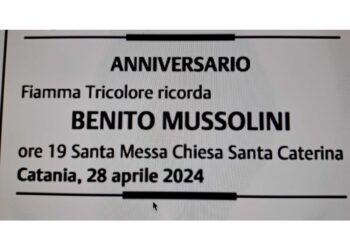 ANNIVERSARIO
Fiamma Tricolore ricorda
BENITO MUSSOLINI
ore 19 Santa Messa Chiesa Santa Caterina
Catania, 28 aprile 2024